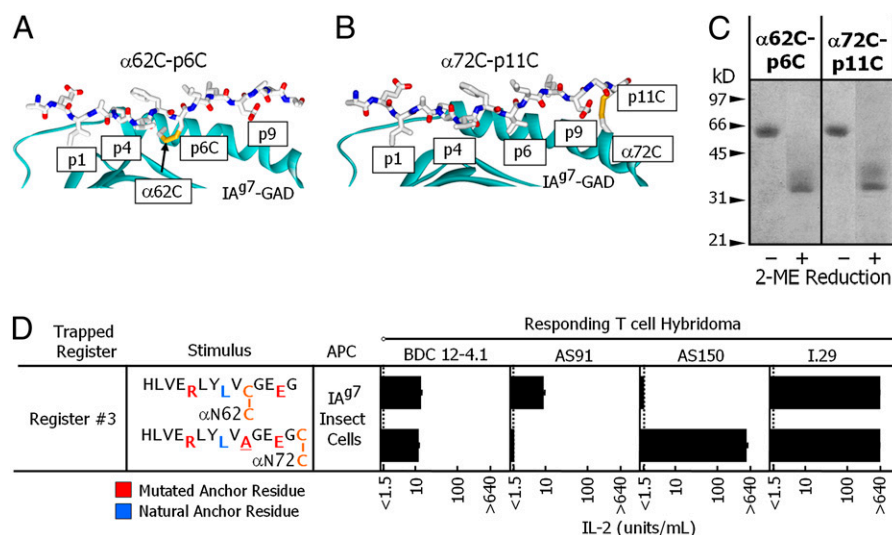 A
α62C-p6C
p1
p4
p6C
p9
α62C
IAg7-GAD
B
α72C-p11C
p11C
p1
p4
p6
p9
α72C
IAg7-GAD
C
α62C-p6C
α72C-p11C
kD
97
66
45
31
21
– + – +
2-ME Reduction
D
Trapped Register
Stimulus
APC
Responding T cell Hybridoma
BDC 12-4.1
AS91
AS150
I.29
Register #3
HLVERLYLVCGEEG
αN62C
HLVERLYLVAGEEGC
αN72C
IAg7 Insect Cells
<1.5 10 100 >640 <1.5 10 100 >640 <1.5 10 100 >640 <1.5 10 100 >640
IL-2 (units/mL)
Mutated Anchor Residue
Natural Anchor Residue